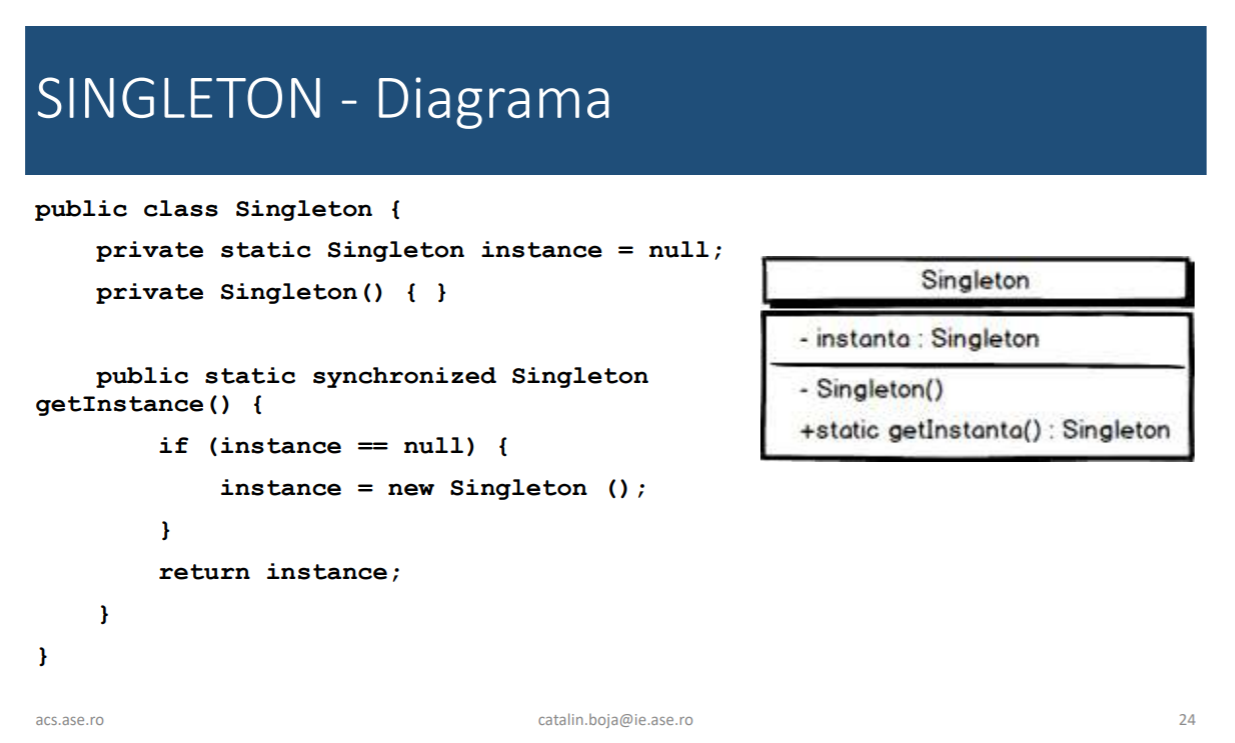 SINGLETON - Diagrama
public class Singleton {
private static Singleton instance = null;
private Singleton() { }
public static synchronized Singleton
getInstance() {
if (instance == null) {
instance = new Singleton ();
}
return instance;
}
}
Singleton
- instanta : Singleton
- Singleton()
+static getInstanta() : Singleton
acs.ase.ro
catalin.boja@ie.ase.ro
24